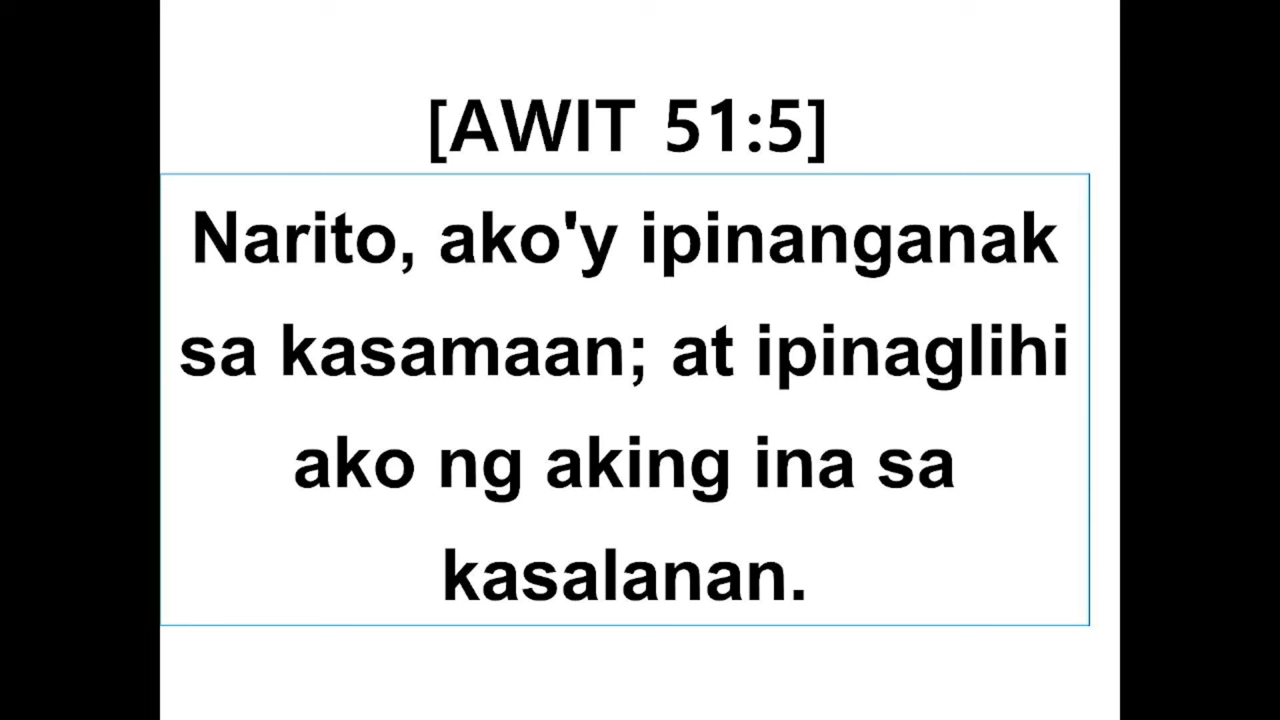 [AWIT 51:5]
Narito, ako'y ipinanganak
sa kasamaan; at ipinaglihi
ako ng aking ina sa
kasalanan.